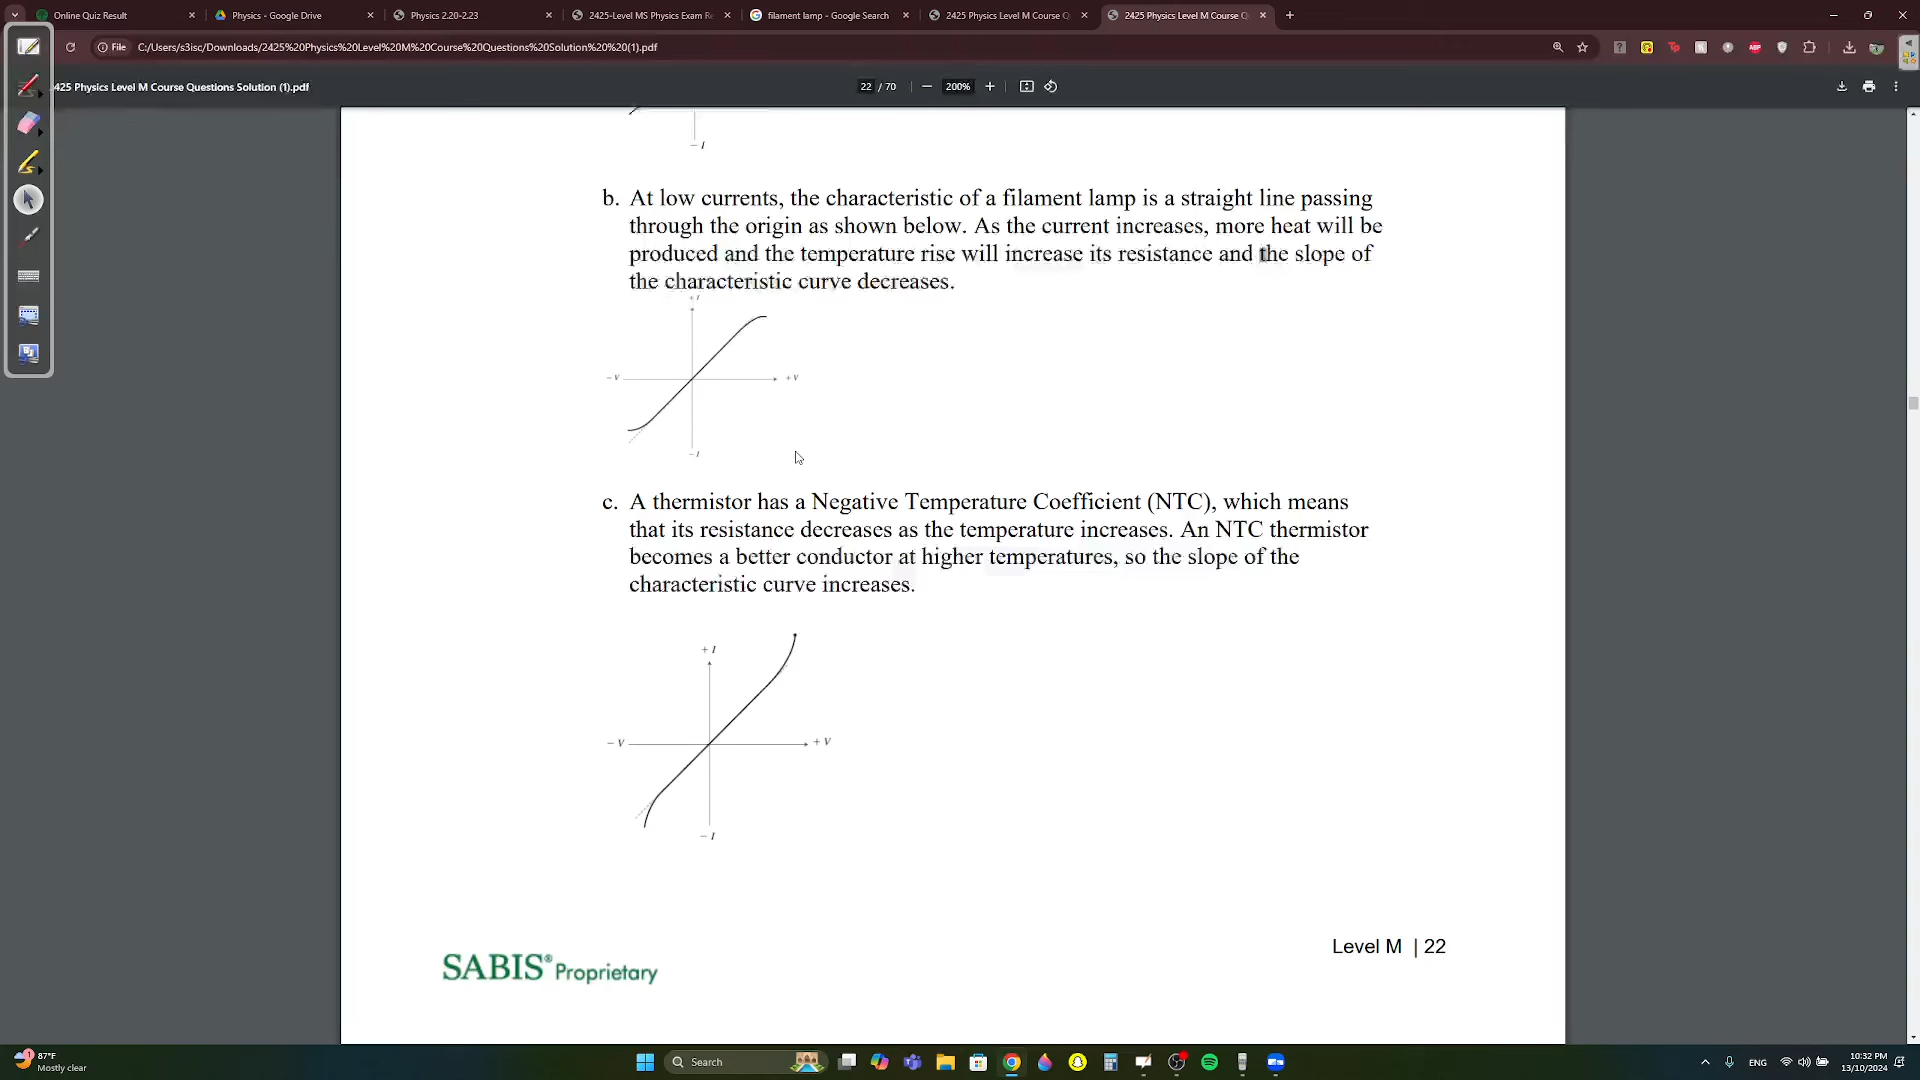 Online Quiz Result
Physics - Google Drive
Physics 2.20-2.23
2425-Level MS Physics Exam Re
filament lamp - Google Search
2425 Physics Level M Course Q
2425 Physics Level M Course Q
File
C:/Users/s3isc/Downloads/2425%20Physics%20Level%20M%20Course%20Questions%20Solution%20%20(1).pdf
425 Physics Level M Course Questions Solution (1).pdf
22 / 70
200%
- I
b. At low currents, the characteristic of a filament lamp is a straight line passing
through the origin as shown below. As the current increases, more heat will be
produced and the temperature rise will increase its resistance and the slope of
the characteristic curve decreases.
+ I
- V
+ V
- I
c. A thermistor has a Negative Temperature Coefficient (NTC), which means
that its resistance decreases as the temperature increases. An NTC thermistor
becomes a better conductor at higher temperatures, so the slope of the
characteristic curve increases.
+ I
- V
+ V
- I
Level M | 22
SABIS® Proprietary
87°F
Mostly clear
Search
ENG
10:32 PM
13/10/2024